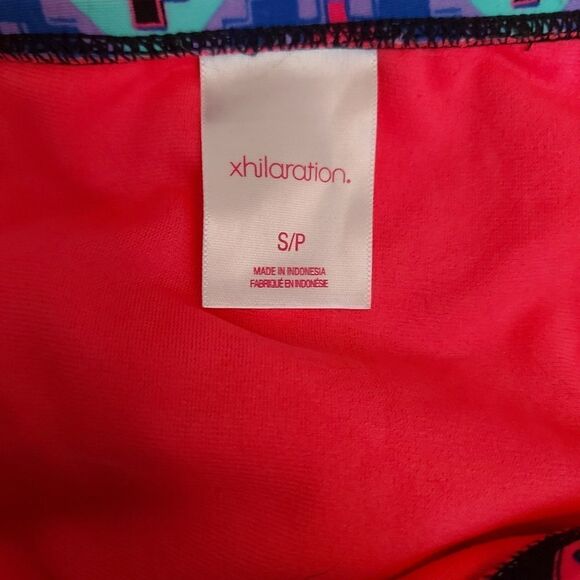 xhilaration.
S/P
MADE IN INDONESIA
FABRIQUÉ EN INDONÉSIE